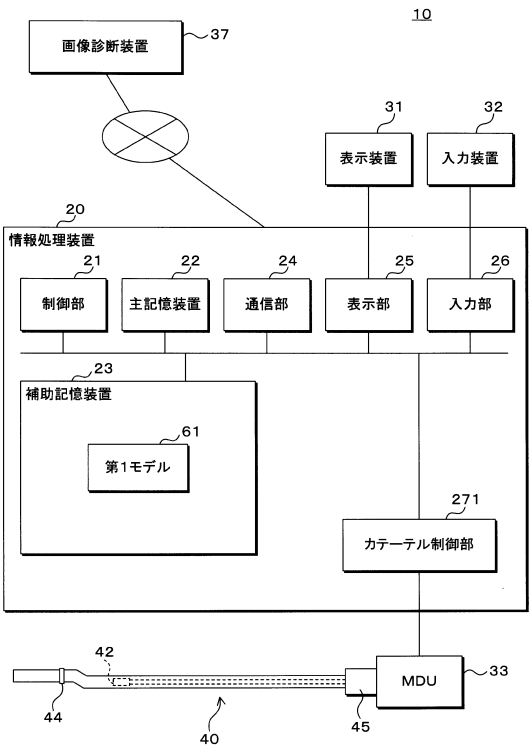 10
画像診断装置
37
31
32
表示装置
入力装置
20
情報処理装置
21
22
24
25
26
制御部
主記憶装置
通信部
表示部
入力部
23
補助記憶装置
61
第1モデル
271
カテーテル制御部
42
MDU
33
44
40
45